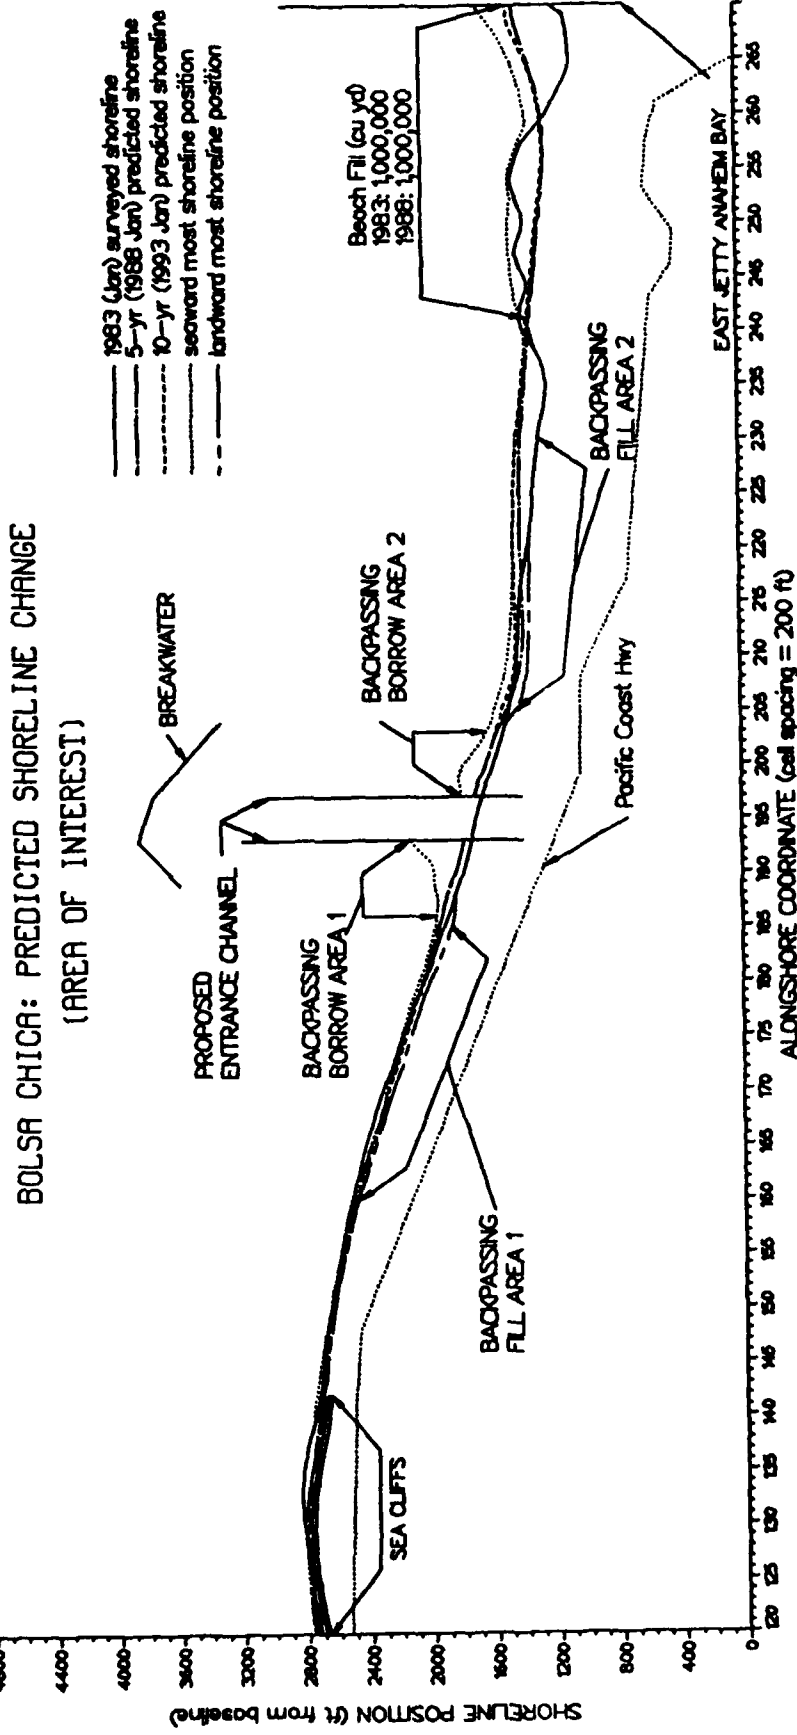 BOLSA CHICA: PREDICTED SHORELINE CHANGE
(AREA OF INTEREST)
1983 (Jan) surveyed shoreline
5-yr (1988 Jan) predicted shoreline
10-yr (1993 Jan) predicted shoreline
seaward most shoreline position
landward most shoreline position
BREAKWATER
PROPOSED
ENTRANCE CHANNEL
BACKPASSING
BORROW AREA 1
BACKPASSING
BORROW AREA 2
Beach Fill (cu yd)
1983: 1,000,000
1988: 1,000,000
SEA CLIFFS
BACKPASSING
FILL AREA 1
BACKPASSING
FILL AREA 2
Pacific Coast Hwy
EAST JETTY ANAHEIM BAY
SHORELINE POSITION (ft from baseline)
4000
3600
3200
2800
2400
2000
1600
1200
800
400
0
120 125 130 135 140 145 150 155 160 165 170 175 180 185 190 195 200 205 210 215 220 225 230 235 240 245 250 255 260 265
ALONGSHORE COORDINATE (cell spacing = 200 ft)